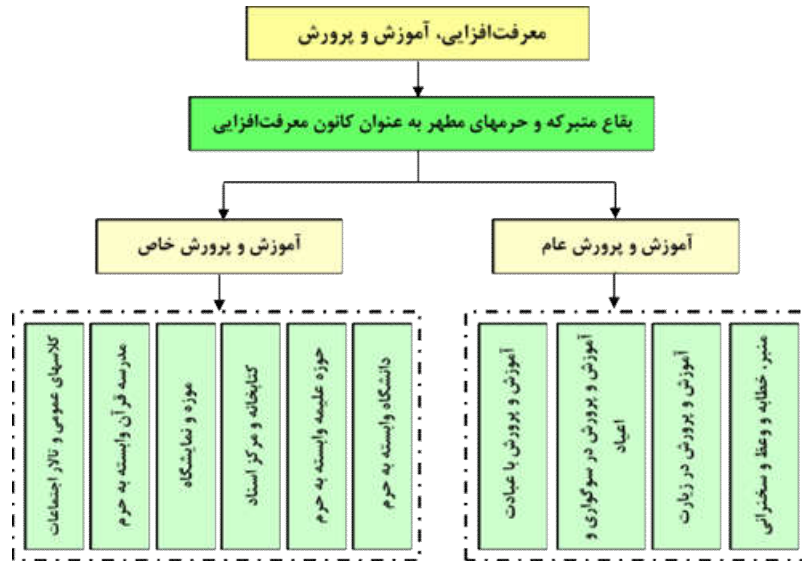 معرفت‌افزایی، آموزش و پرورش
بقاع متبرکه و حرمهای مطهر به عنوان کانون معرفت‌افزایی
آموزش و پرورش عام
آموزش و پرورش خاص
منبر، خطابه و وعظ و سخنرانی
آموزش و پرورش در زیارت
آموزش و پرورش در سوگواری و
اعیاد
آموزش و پرورش با عبادت
دانشگاه وابسته به حرم
حوزه علیمه وابسته به حرم
کتابخانه و مرکز اسناد
موزه و نمایشگاه
مدرسه قرآن وابسته به حرم
کلاسهای عمومی و تالار اجتماعات